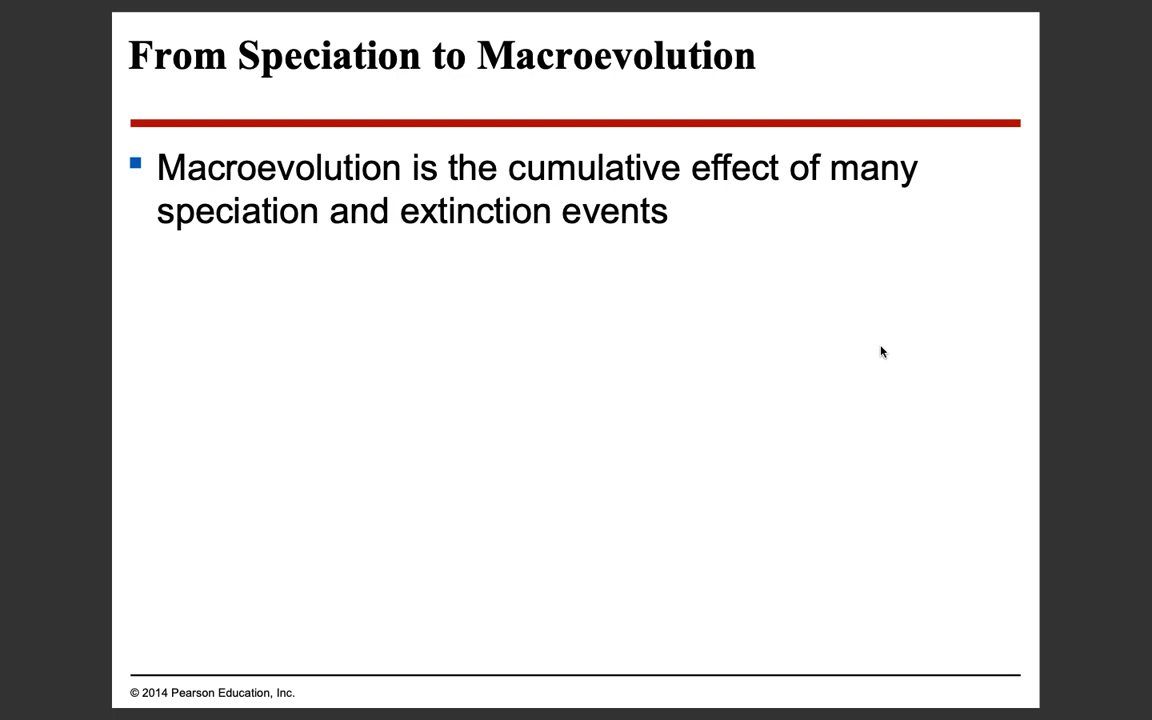 From Speciation to Macroevolution
Macroevolution is the cumulative effect of many
speciation and extinction events
© 2014 Pearson Education, Inc.